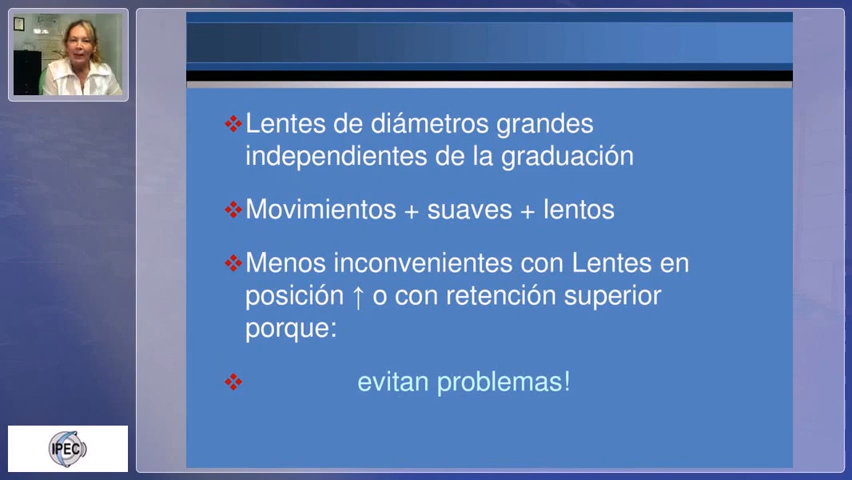 Lentes de diámetros grandes
independientes de la graduación
Movimientos + suaves + lentos
Menos inconvenientes con Lentes en
posición ↑ o con retención superior
porque:
evitan problemas!
IPEC